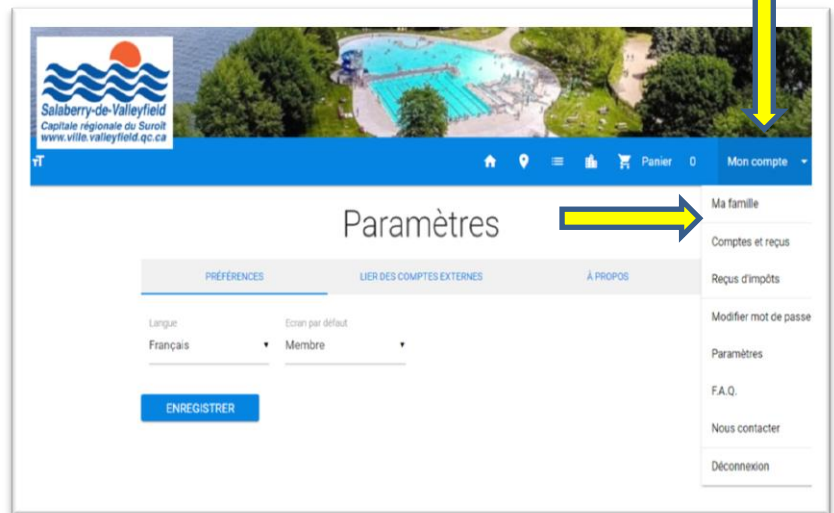 Salaberry-de-Valleyfield
Capitale régionale du Suroît
www.ville.valleyfield.qc.ca
тT
Panier 0 Mon compte
Paramètres
PRÉFÉRENCES LIER DES COMPTES EXTERNES À PROPOS
Langue Écran par défaut
Français Membre
ENREGISTRER
Ma famille
Comptes et reçus
Reçus d'impôts
Modifier mot de passe
Paramètres
F.A.Q.
Nous contacter
Déconnexion